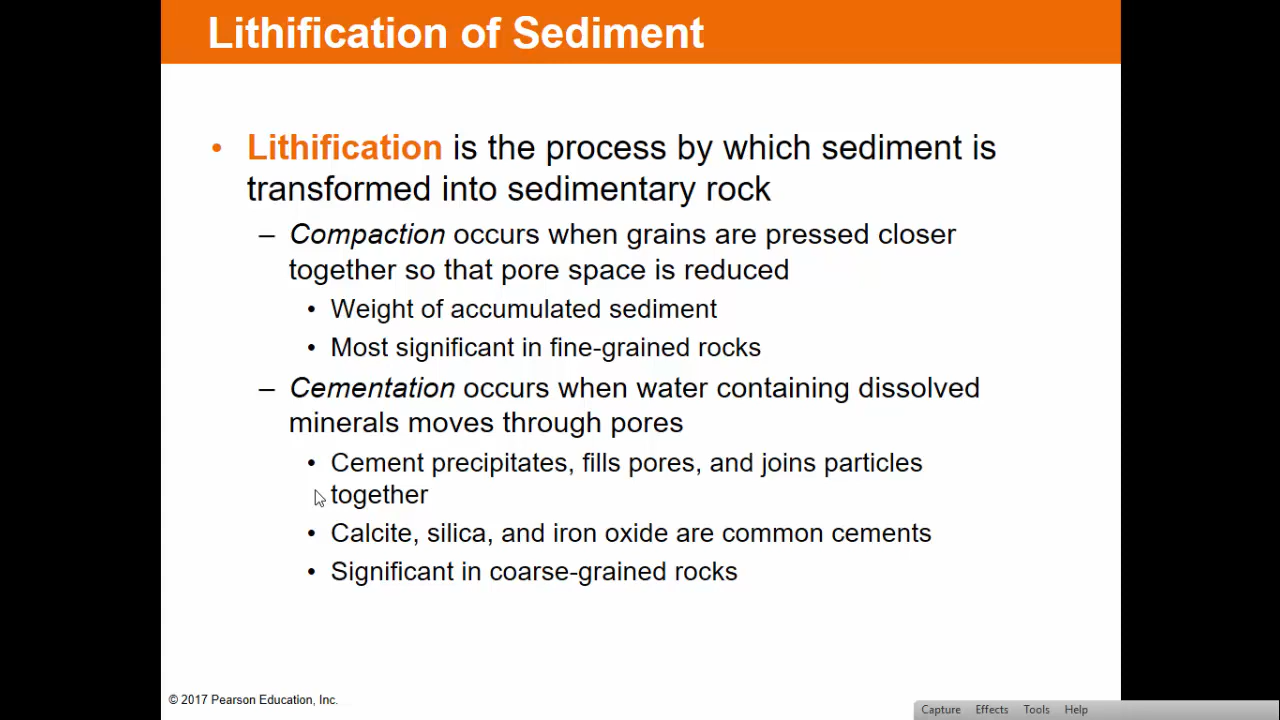 Lithification of Sediment
• Lithification is the process by which sediment is
transformed into sedimentary rock
– Compaction occurs when grains are pressed closer
together so that pore space is reduced
• Weight of accumulated sediment
• Most significant in fine-grained rocks
– Cementation occurs when water containing dissolved
minerals moves through pores
• Cement precipitates, fills pores, and joins particles
together
• Calcite, silica, and iron oxide are common cements
• Significant in coarse-grained rocks
© 2017 Pearson Education, Inc.
Capture Effects Tools Help